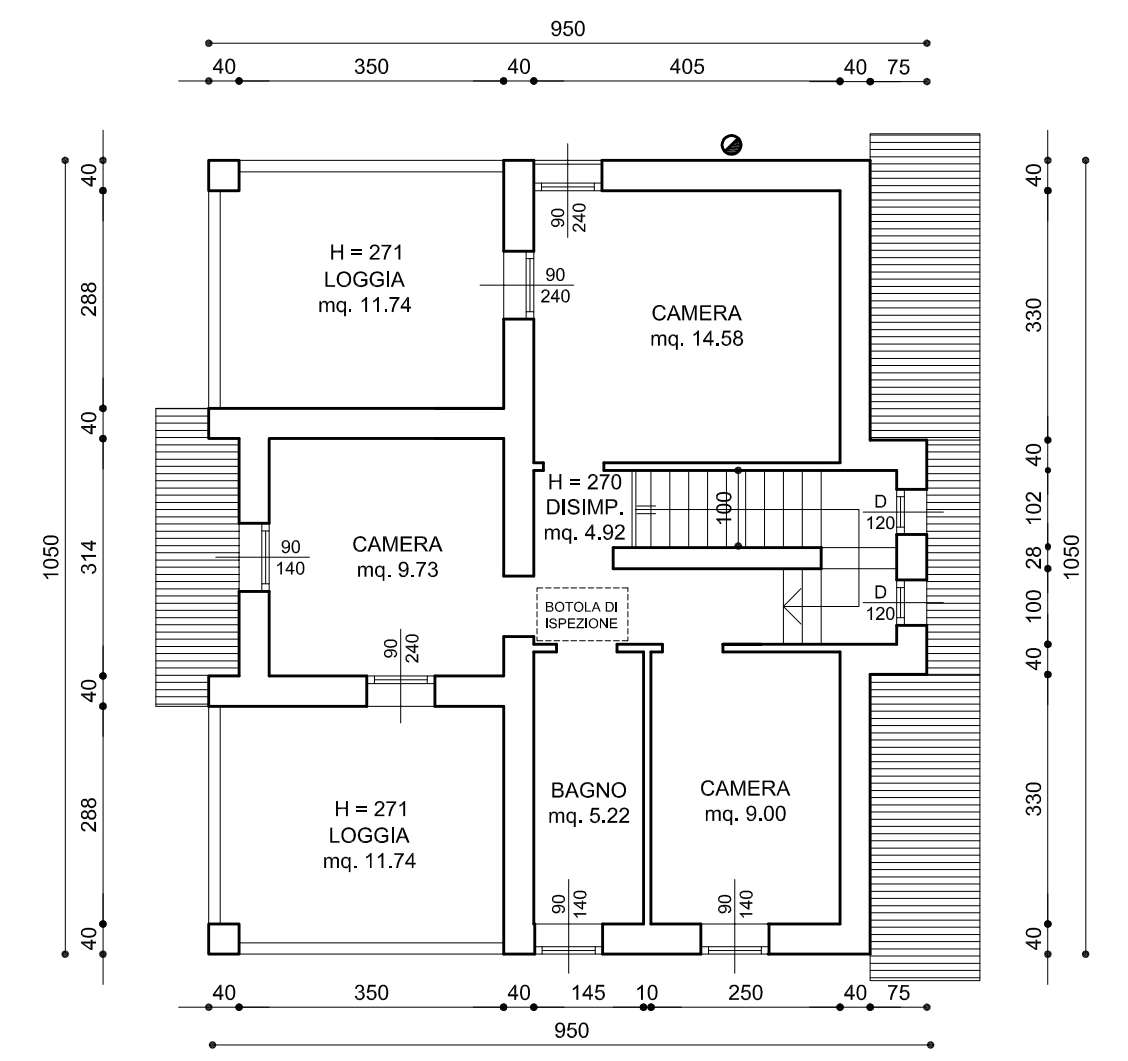 950
40 350 40 405 40 75
40
288
40
314
40
288
40
1050
40
330
40
102
28
100
40
330
40
1050
H = 271
LOGGIA
mq. 11.74
90
240
90
240
CAMERA
mq. 14.58
H = 270
DISIMP.
mq. 4.92
100
D
120
D
120
90
140
CAMERA
mq. 9.73
90
240
BOTOLA DI
ISPEZIONE
H = 271
LOGGIA
mq. 11.74
BAGNO
mq. 5.22
CAMERA
mq. 9.00
90
140
90
140
40 350 40 145 10 250 40 75
950